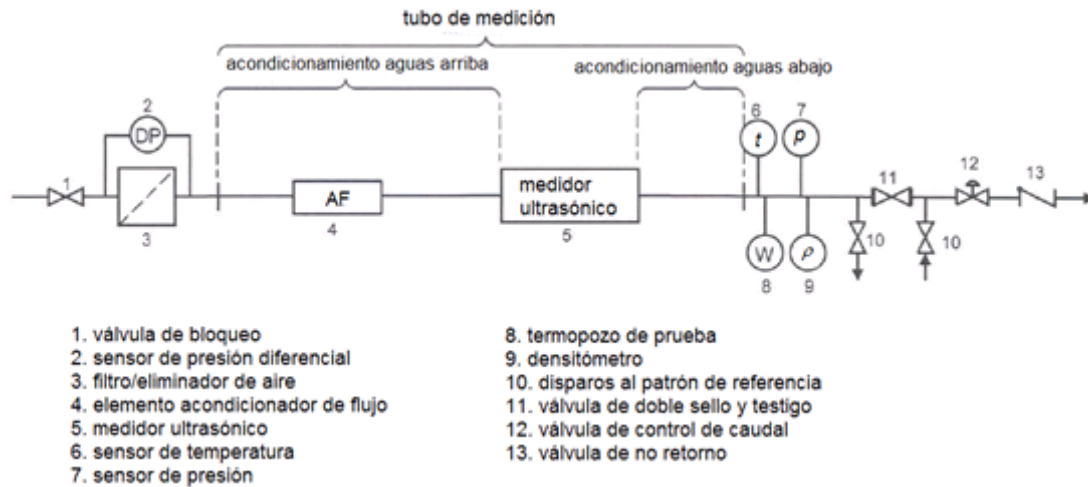 tubo de medición
acondicionamiento aguas arriba
acondicionamiento aguas abajo
2
DP
6
t
7
p
1
3
AF
4
medidor
ultrasónico
5
W
8
ρ
9
11
12
13
10
10
1. válvula de bloqueo
2. sensor de presión diferencial
3. filtro/eliminador de aire
4. elemento acondicionador de flujo
5. medidor ultrasónico
6. sensor de temperatura
7. sensor de presión
8. termopozo de prueba
9. densitómetro
10. disparos al patrón de referencia
11. válvula de doble sello y testigo
12. válvula de control de caudal
13. válvula de no retorno